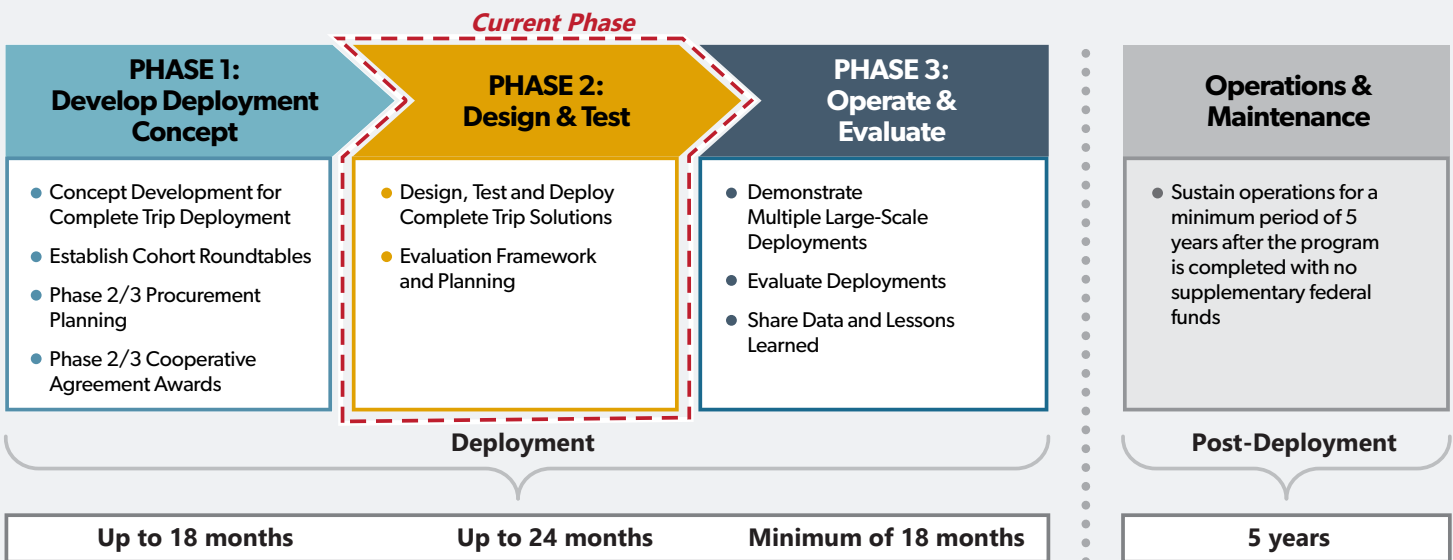 Current Phase
PHASE 1:
Develop Deployment
Concept
Concept Development for
Complete Trip Deployment
Establish Cohort Roundtables
Phase 2/3 Procurement
Planning
Phase 2/3 Cooperative
Agreement Awards
PHASE 2:
Design & Test
Design, Test and Deploy
Complete Trip Solutions
Evaluation Framework
and Planning
PHASE 3:
Operate &
Evaluate
Demonstrate
Multiple Large-Scale
Deployments
Evaluate Deployments
Share Data and Lessons
Learned
Operations &
Maintenance
Sustain operations for a
minimum period of 5
years after the program
is completed with no
supplementary federal
funds
Deployment
Post-Deployment
Up to 18 months
Up to 24 months
Minimum of 18 months
5 years